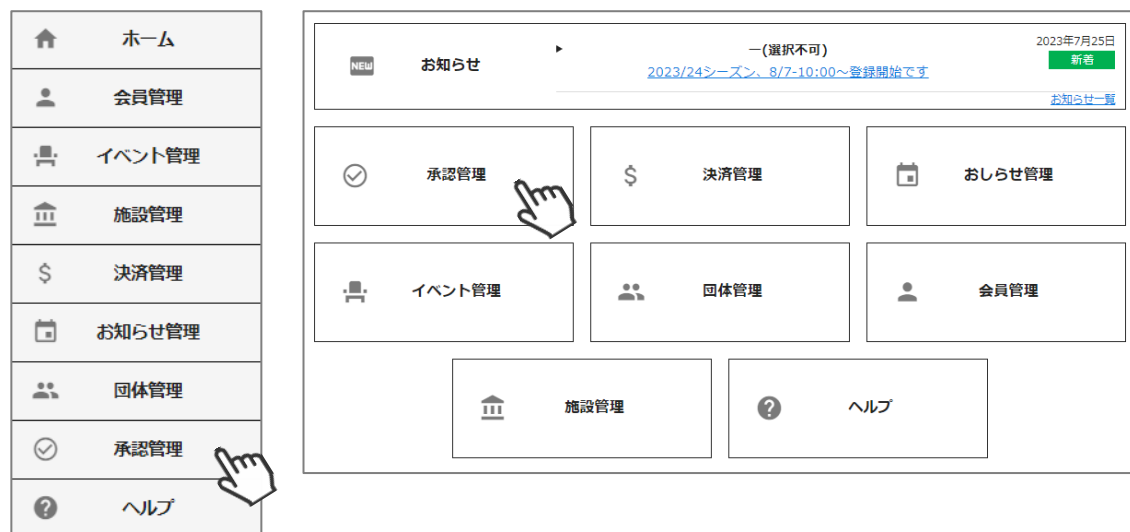 ホーム
会員管理
イベント管理
施設管理
決済管理
お知らせ管理
団体管理
承認管理
ヘルプ
NEW
お知らせ
―(選択不可)
2023年7月25日
新着
2023/24シーズン、8/7-10:00～登録開始です
お知らせ一覧
承認管理
決済管理
おしらせ管理
イベント管理
団体管理
会員管理
施設管理
ヘルプ